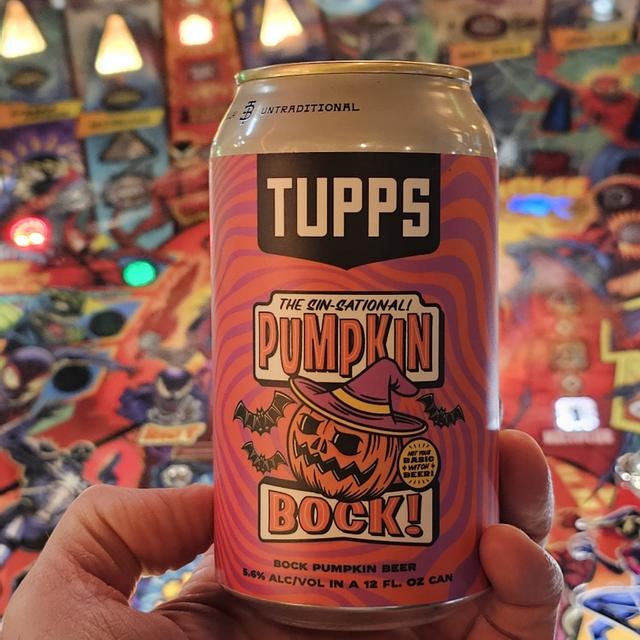 UNTRADITIONAL
TUPPS
THE SIN-SATIONAL!
PUMPKIN
NOT YOUR
BASIC
WITCH
BEER!
BOCK!
BOCK PUMPKIN BEER
5.6% ALC/VOL IN A 12 FL. OZ CAN